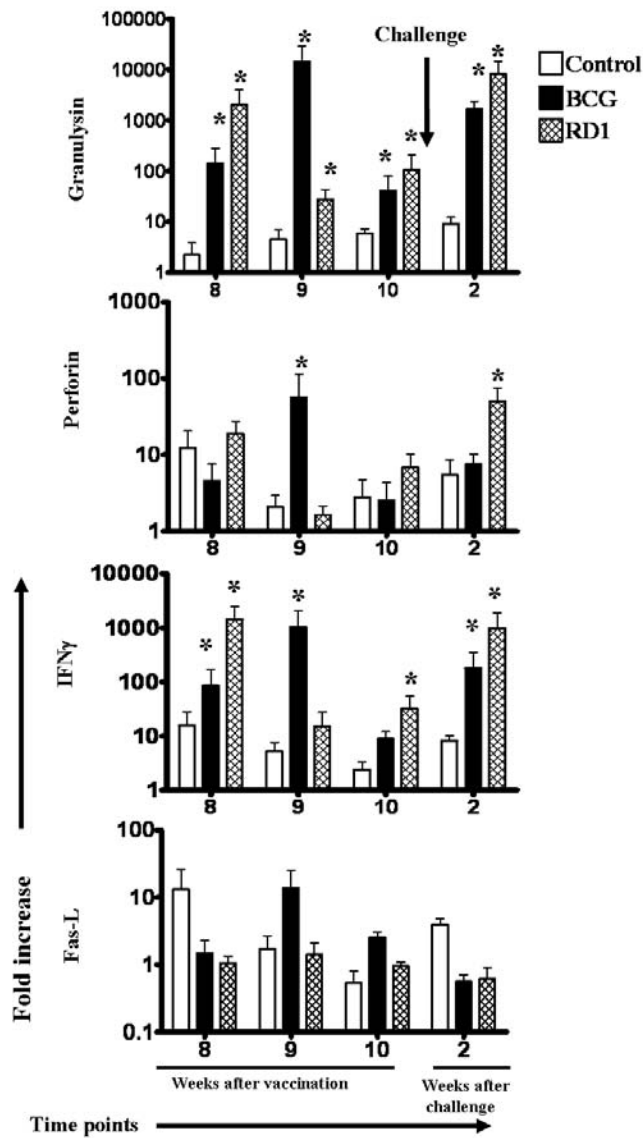 Granulysin
100000
10000
1000
100
10
1
* * * * * * * *
Challenge
Control
BCG
RD1
8 9 10 2
Perforin
1000
100
10
1
* *
8 9 10 2
IFNγ
10000
1000
100
10
1
* * * * * *
8 9 10 2
Fas-L
100
10
1
0.1
8 9 10 2
Fold increase
Weeks after vaccination
Weeks after
challenge
Time points